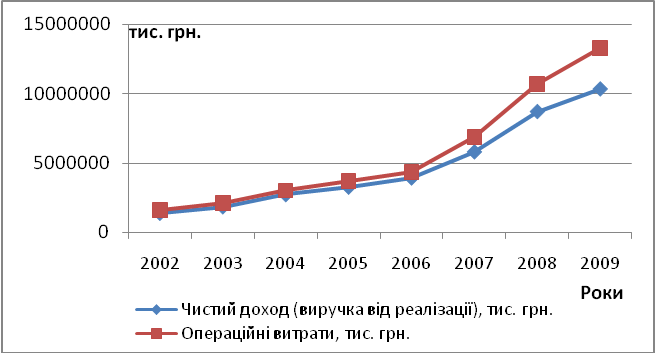 тис. грн.
15000000
10000000
5000000
0
2002 2003 2004 2005 2006 2007 2008 2009
Роки
Чистий доход (виручка від реалізації), тис. грн.
Операційні витрати, тис. грн.